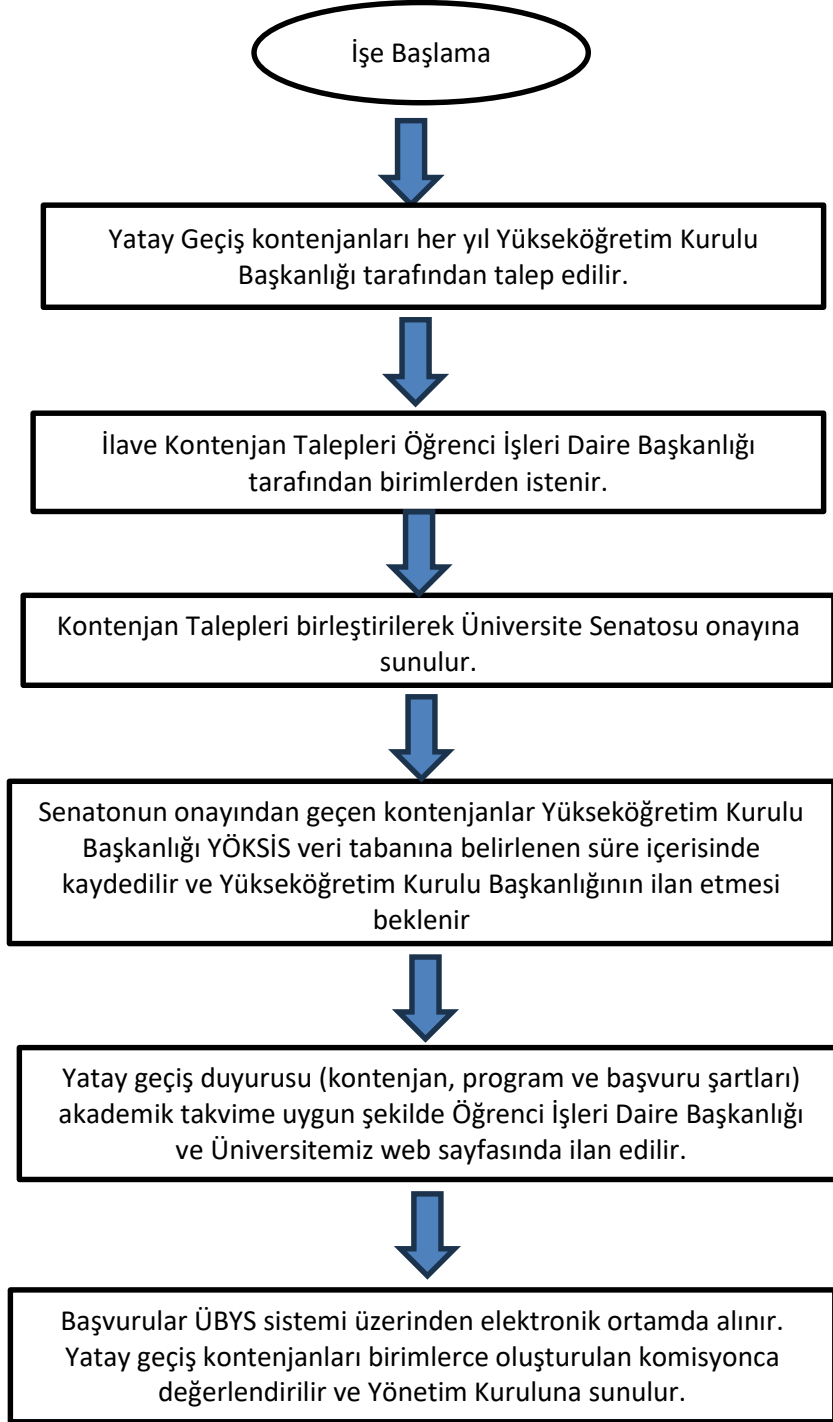 İşe Başlama
Yatay Geçiş kontenjanları her yıl Yükseköğretim Kurulu
Başkanlığı tarafından talep edilir.
İlave Kontenjan Talepleri Öğrenci İşleri Daire Başkanlığı
tarafından birimlerden istenir.
Kontenjan Talepleri birleştirilerek Üniversite Senatosu onayına
sunulur.
Senatonun onayından geçen kontenjanlar Yükseköğretim Kurulu
Başkanlığı YÖKSİS veri tabanına belirlenen süre içerisinde
kaydedilir ve Yükseköğretim Kurulu Başkanlığının ilan etmesi
beklenir
Yatay geçiş duyurusu (kontenjan, program ve başvuru şartları)
akademik takvime uygun şekilde Öğrenci İşleri Daire Başkanlığı
ve Üniversitemiz web sayfasında ilan edilir.
Başvurular ÜBYS sistemi üzerinden elektronik ortamda alınır.
Yatay geçiş kontenjanları birimlerce oluşturulan komisyonca
değerlendirilir ve Yönetim Kuruluna sunulur.